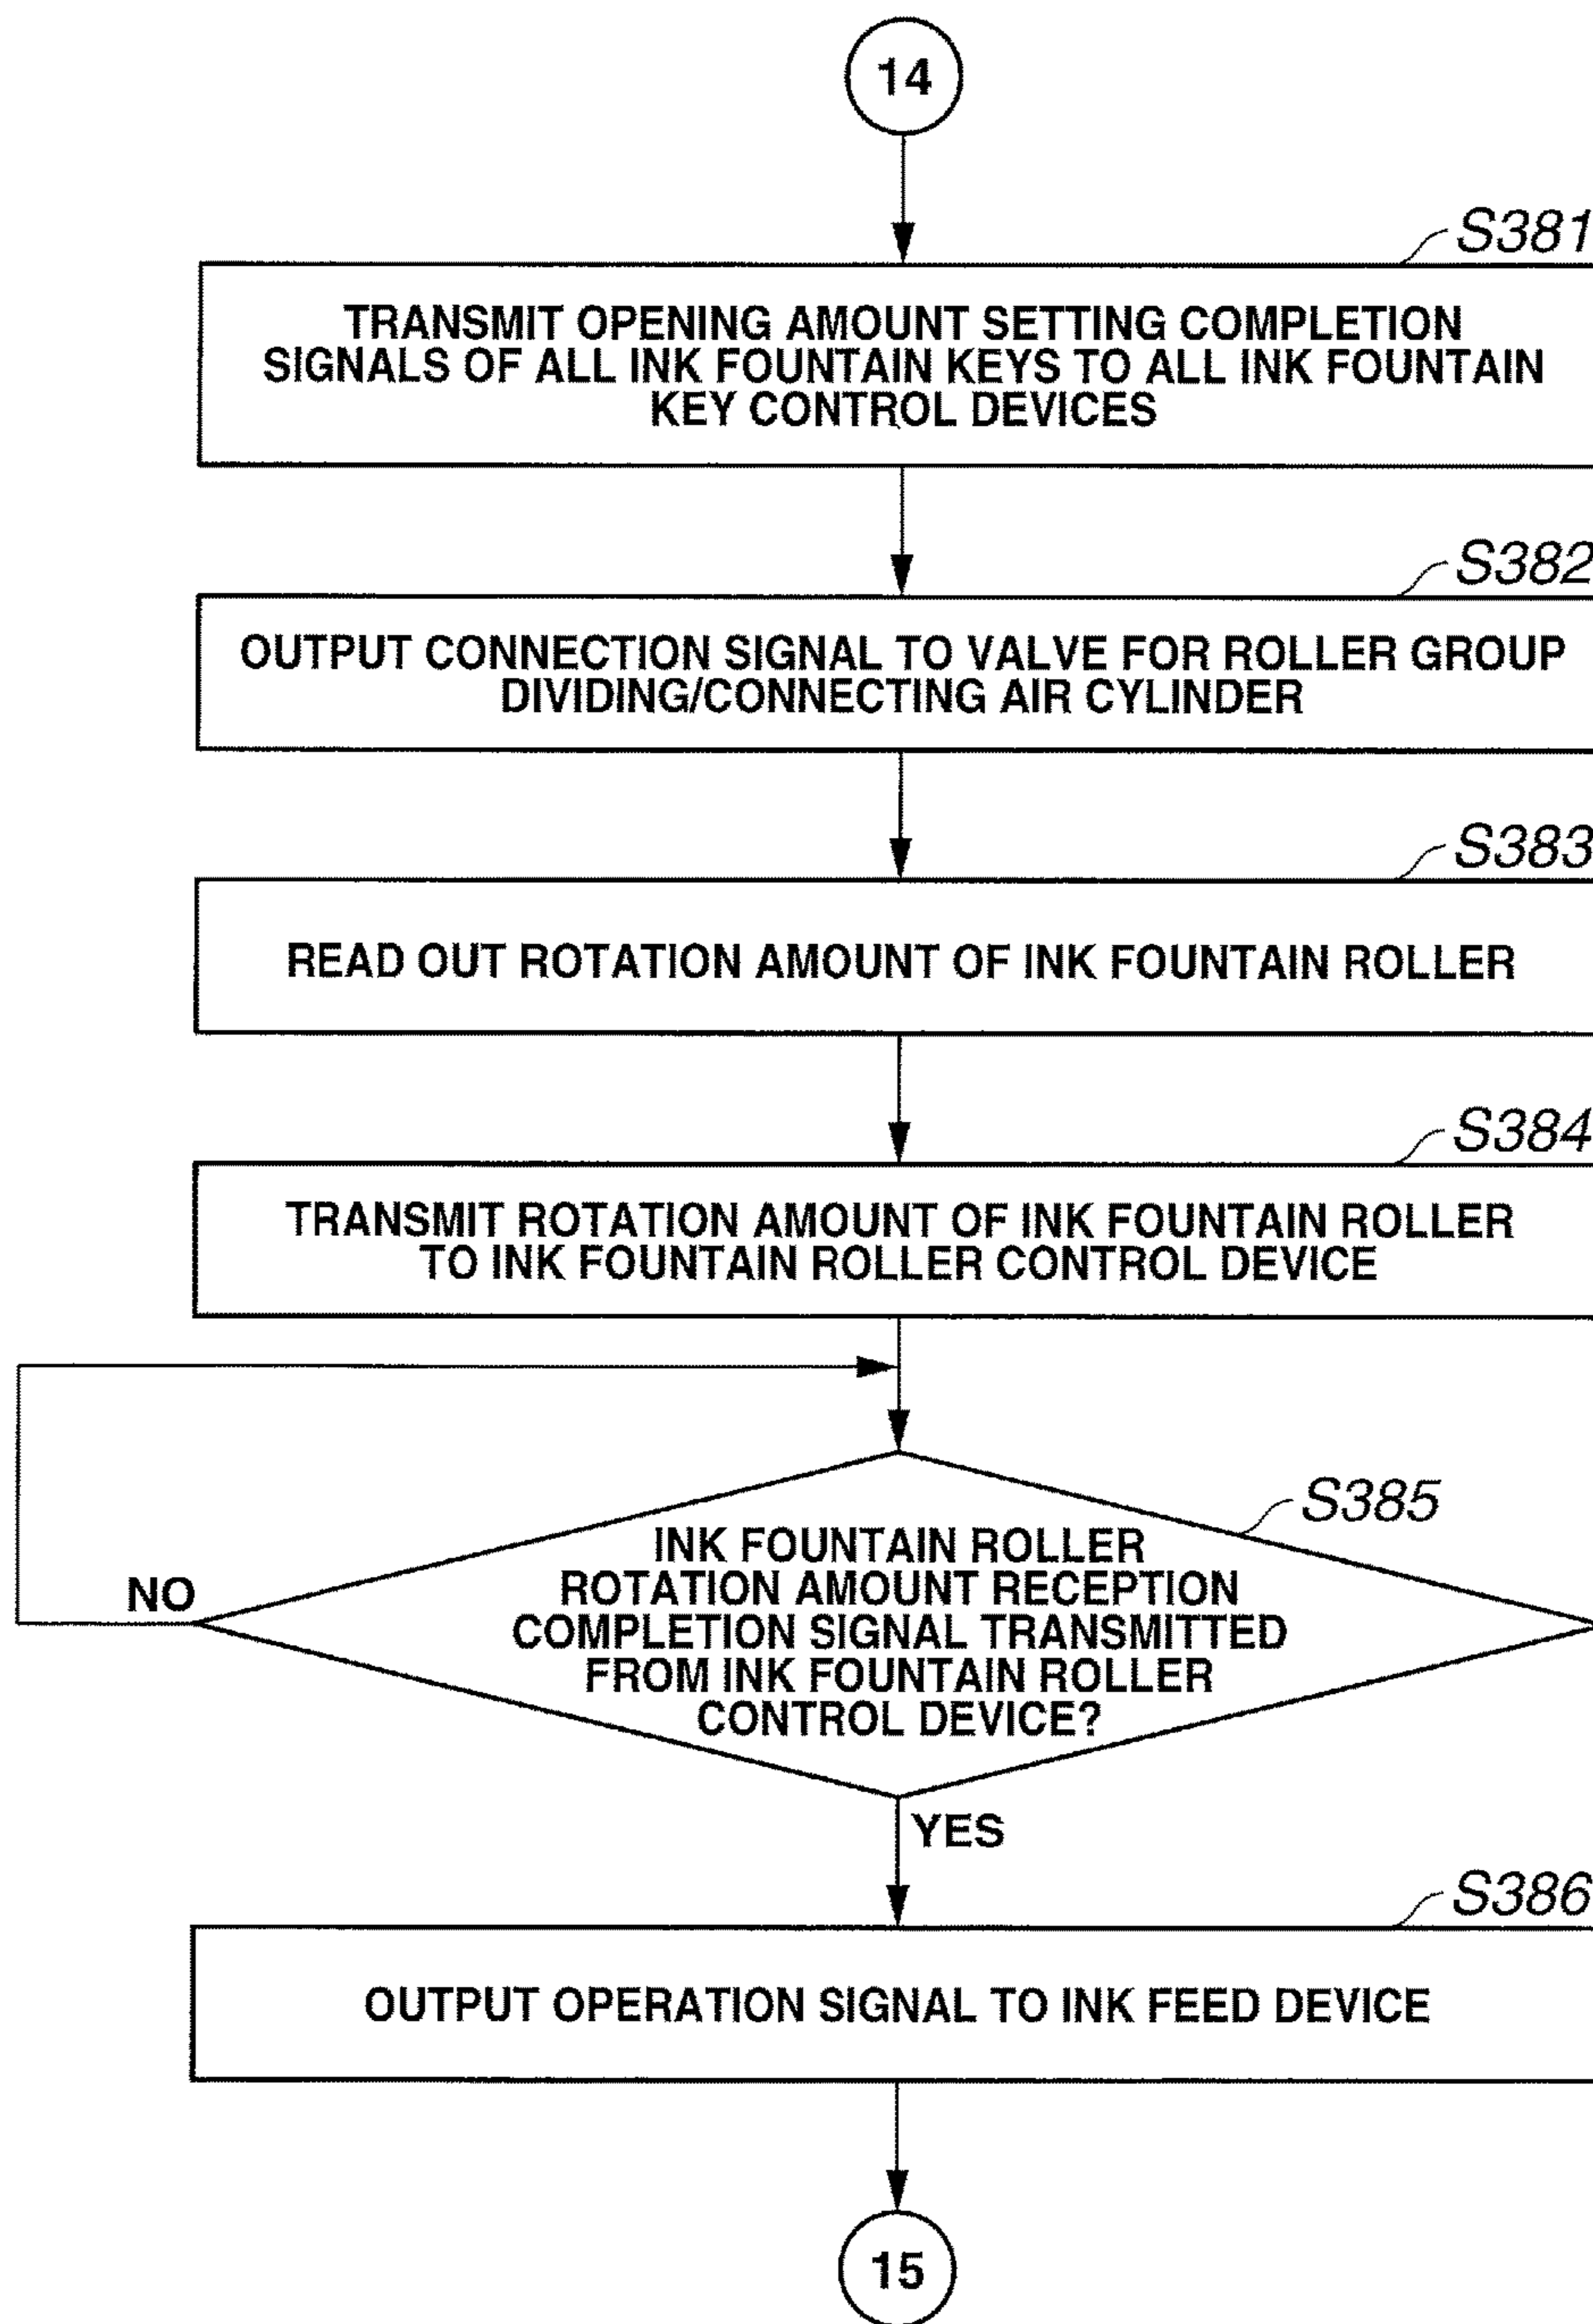 14
S381
TRANSMIT OPENING AMOUNT SETTING COMPLETION
SIGNALS OF ALL INK FOUNTAIN KEYS TO ALL INK FOUNTAIN
KEY CONTROL DEVICES
S382
OUTPUT CONNECTION SIGNAL TO VALVE FOR ROLLER GROUP
DIVIDING/CONNECTING AIR CYLINDER
S383
READ OUT ROTATION AMOUNT OF INK FOUNTAIN ROLLER
S384
TRANSMIT ROTATION AMOUNT OF INK FOUNTAIN ROLLER
TO INK FOUNTAIN ROLLER CONTROL DEVICE
S385
INK FOUNTAIN ROLLER
ROTATION AMOUNT RECEPTION
COMPLETION SIGNAL TRANSMITTED
FROM INK FOUNTAIN ROLLER
CONTROL DEVICE?
NO
YES
S386
OUTPUT OPERATION SIGNAL TO INK FEED DEVICE
15